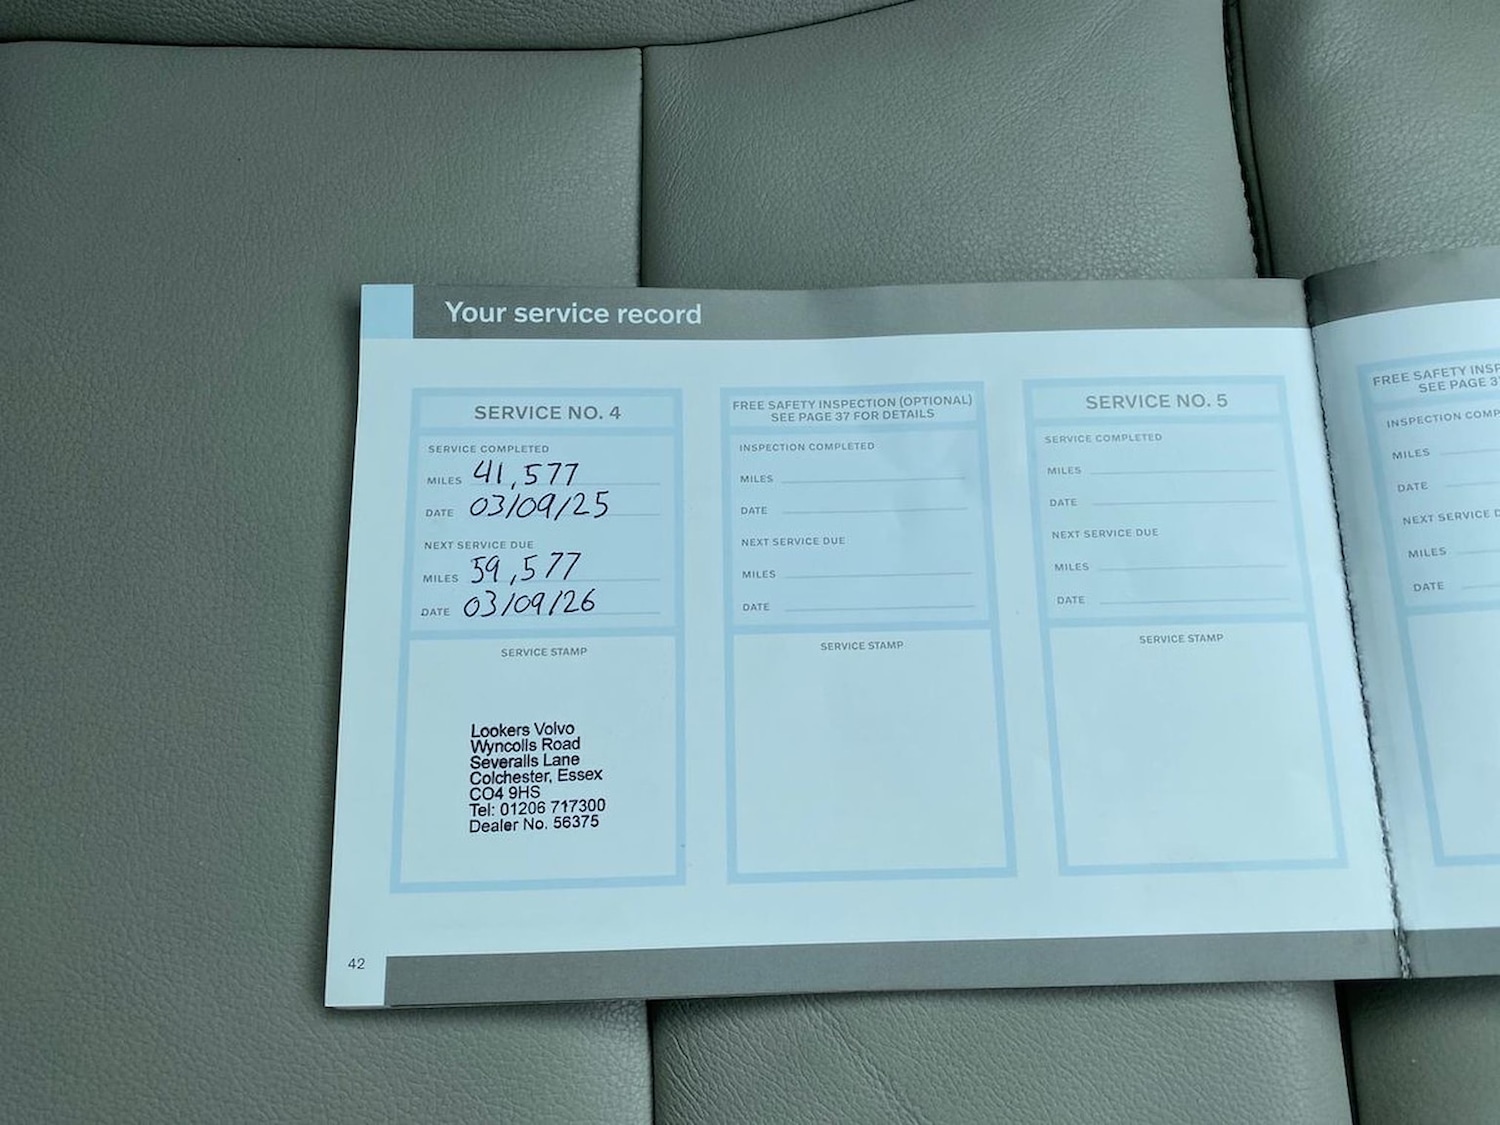 Your service record
SERVICE NO. 4
SERVICE COMPLETED
MILES 41,577
DATE 03/09/25
NEXT SERVICE DUE
MILES 59,577
DATE 03/09/26
SERVICE STAMP
Lookers Volvo
Wyncolls Road
Severalls Lane
Colchester, Essex
CO4 9HS
Tel: 01206 717300
Dealer No. 56375
FREE SAFETY INSPECTION (OPTIONAL)
SEE PAGE 37 FOR DETAILS
INSPECTION COMPLETED
MILES
DATE
NEXT SERVICE DUE
MILES
DATE
SERVICE STAMP
SERVICE NO. 5
SERVICE COMPLETED
MILES
DATE
NEXT SERVICE DUE
MILES
DATE
SERVICE STAMP
FREE SAFETY
SEE PAGE
INSPECTION
MILES
DATE
NEXT SERVICE
MILES
DATE
42